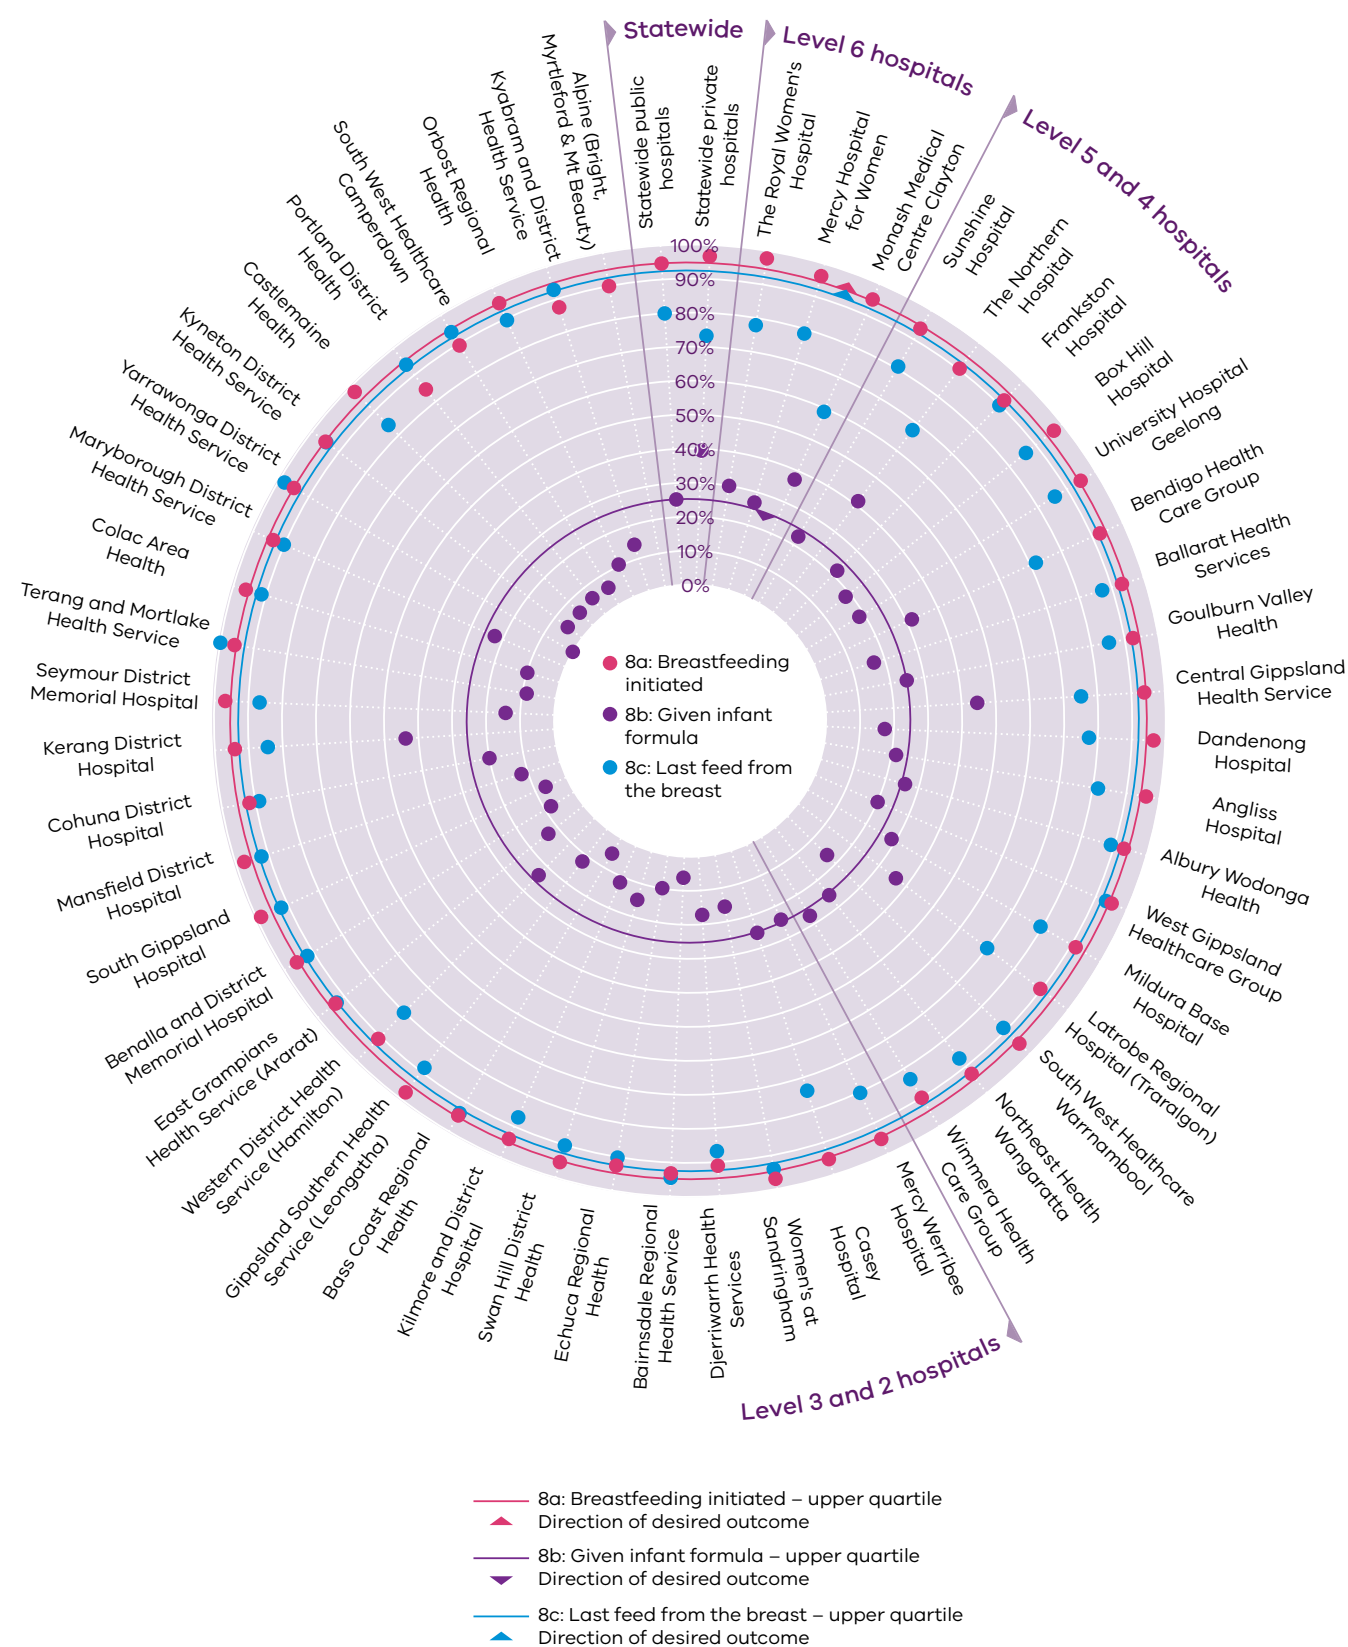 Statewide
Level 6 hospitals
Level 5 and 4 hospitals
Level 3 and 2 hospitals
Statewide public
hospitals
Statewide private
hospitals
The Royal Women's
Hospital
Mercy Hospital
for Women
Monash Medical
Centre Clayton
Sunshine
Hospital
The Northern
Hospital
Frankston
Hospital
Box Hill
Hospital
University Hospital
Geelong
Bendigo Health
Care Group
Ballarat Health
Services
Goulburn Valley
Health
Central Gippsland
Health Service
Dandenong
Hospital
Angliss
Hospital
Albury Wodonga
Health
West Gippsland
Healthcare Group
Mildura Base
Hospital
Latrobe Regional
Hospital (Traralgon)
South West Healthcare
Warrnambool
Northeast Health
Wangaratta
Wimmera Health
Care Group
Mercy Werribee
Hospital
Casey
Hospital
Women's at
Sandringham
Djerriwarrh Health
Services
Bairnsdale Regional
Health Service
Echuca Regional
Health
Swan Hill District
Health
Kilmore and District
Hospital
Bass Coast Regional
Health
Gippsland Southern Health
Service (Leongatha)
Western District Health
Service (Hamilton)
East Grampians
Health Service (Ararat)
Benalla and District
Memorial Hospital
South Gippsland
Hospital
Mansfield District
Hospital
Cohuna District
Hospital
Kerang District
Hospital
Seymour District
Memorial Hospital
Terang and Mortlake
Health Service
Colac Area
Health
Maryborough District
Health Service
Yarrawonga District
Health Service
Kyneton District
Health Service
Castlemaine
Health
Portland District
Health
South West Healthcare
Camperdown
Orbost Regional
Health
Kyabram and District
Health Service
Alpine (Bright,
Myrtleford & Mt Beauty)
100%
90%
80%
70%
60%
50%
40%
30%
20%
10%
0%
8a: Breastfeeding
initiated
8b: Given infant
formula
8c: Last feed from
the breast
8a: Breastfeeding initiated – upper quartile
Direction of desired outcome
8b: Given infant formula – upper quartile
Direction of desired outcome
8c: Last feed from the breast – upper quartile
Direction of desired outcome